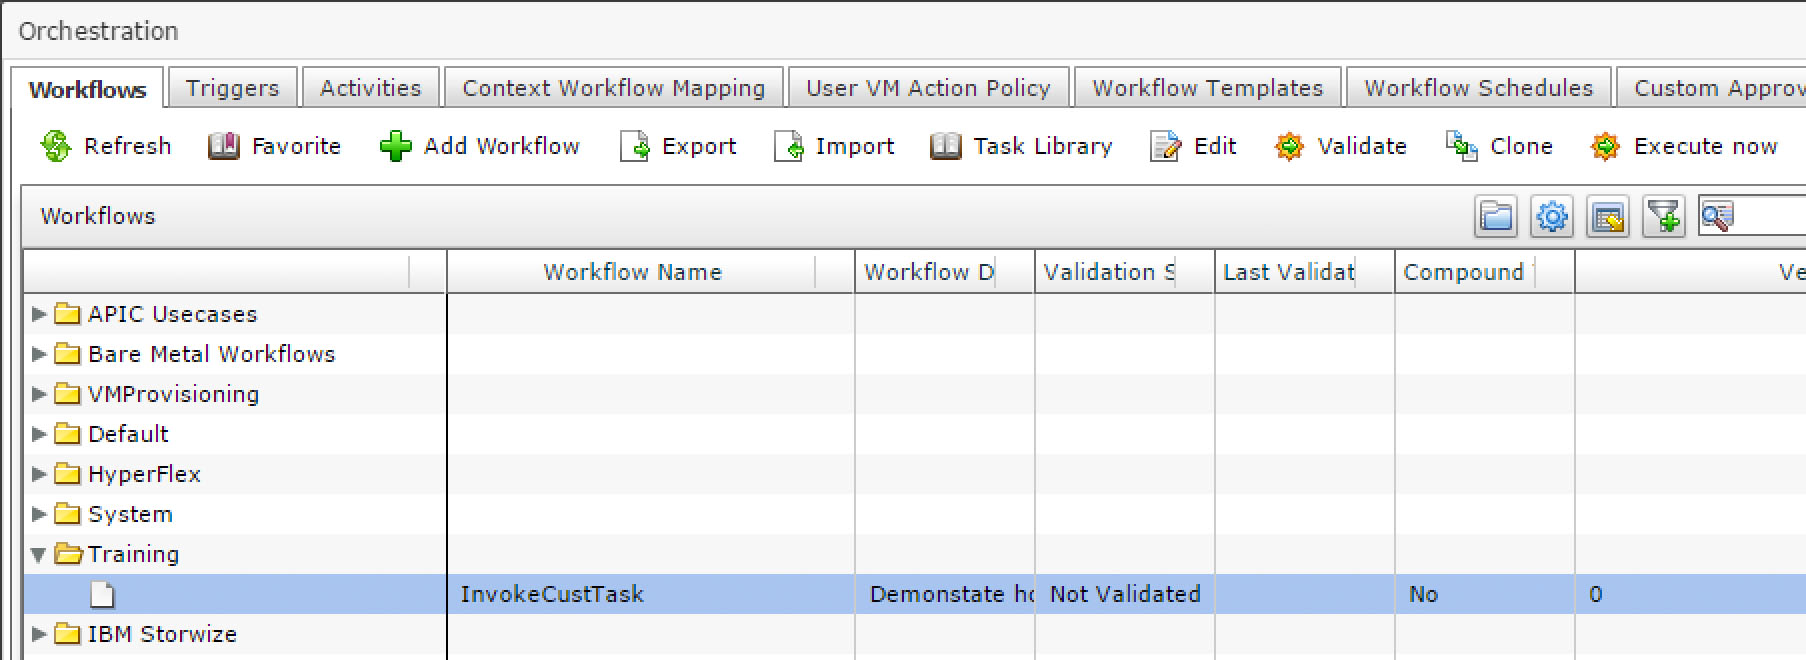 Orchestration
Workflows Triggers Activities Context Workflow Mapping User VM Action Policy Workflow Templates Workflow Schedules Custom Approv
Refresh Favorite Add Workflow Export Import Task Library Edit Validate Clone Execute now
Workflows
Workflow Name Workflow D Validation S Last Validat Compound Ve
APIC Usecases
Bare Metal Workflows
VMProvisioning
Default
HyperFlex
System
Training
InvokeCustTask Demonstate ho Not Validated No 0
IBM Storwize